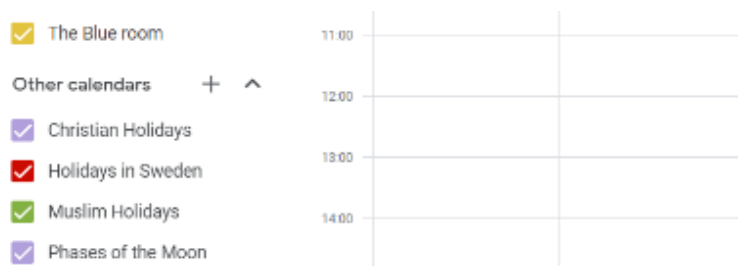 The Blue room
Other calendars
Christian Holidays
Holidays in Sweden
Muslim Holidays
Phases of the Moon
11:00
12:00
13:00
14:00